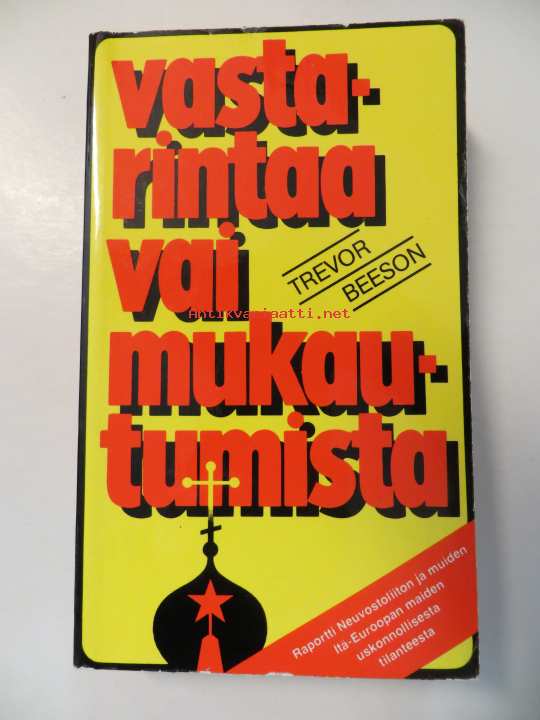 vasta-
rintaa
vai
TREVOR
BEESON
mukau-
tumista
Raportti Neuvostoliiton ja muiden
itä-Euroopan maiden
uskonnollisesta
tilanteesta
antikvariaatti.net